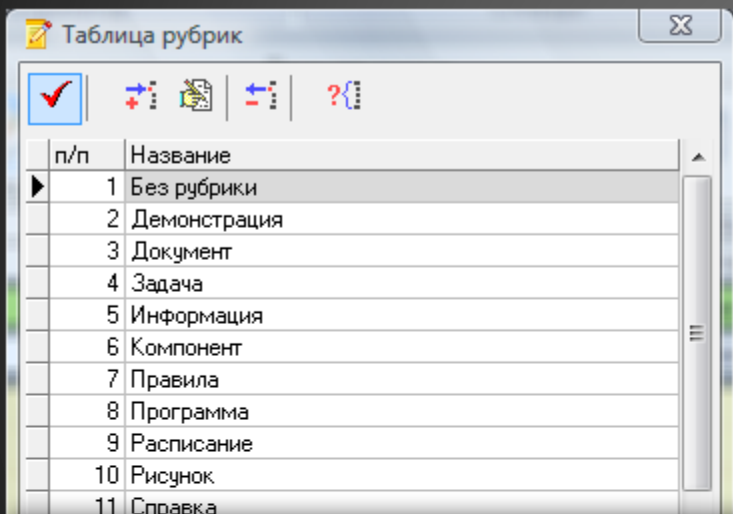 Таблица рубрик
п/п Название
1 Без рубрики
2 Демонстрация
3 Документ
4 Задача
5 Информация
6 Компонент
7 Правила
8 Программа
9 Расписание
10 Рисунок
11 Справка